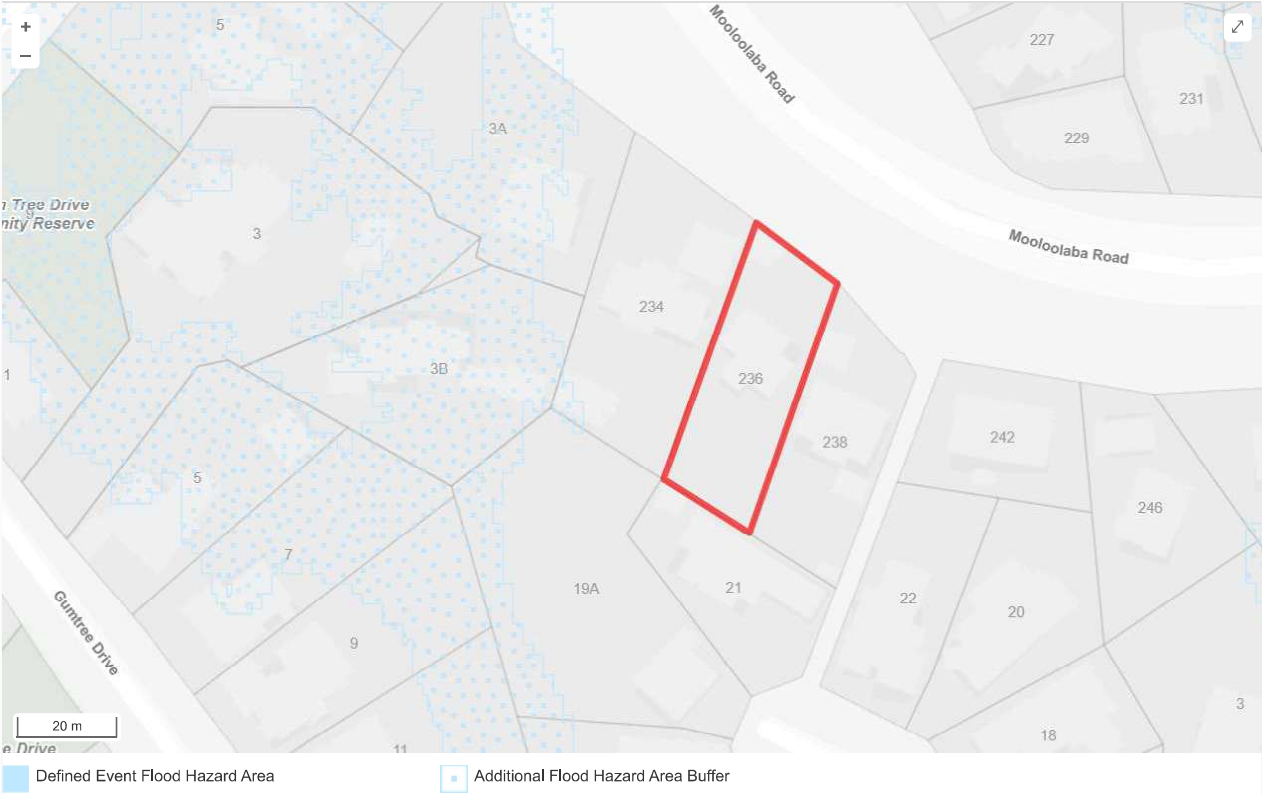 +
−
5
227
231
229
3A
Mooloolaba Road
n Tree Drive
nity Reserve
9
3
Mooloolaba Road
234
3B
236
1
238
242
246
5
7
19A
21
22
20
Gumtree Drive
9
3
20 m
e Drive
11
18
Defined Event Flood Hazard Area
Additional Flood Hazard Area Buffer